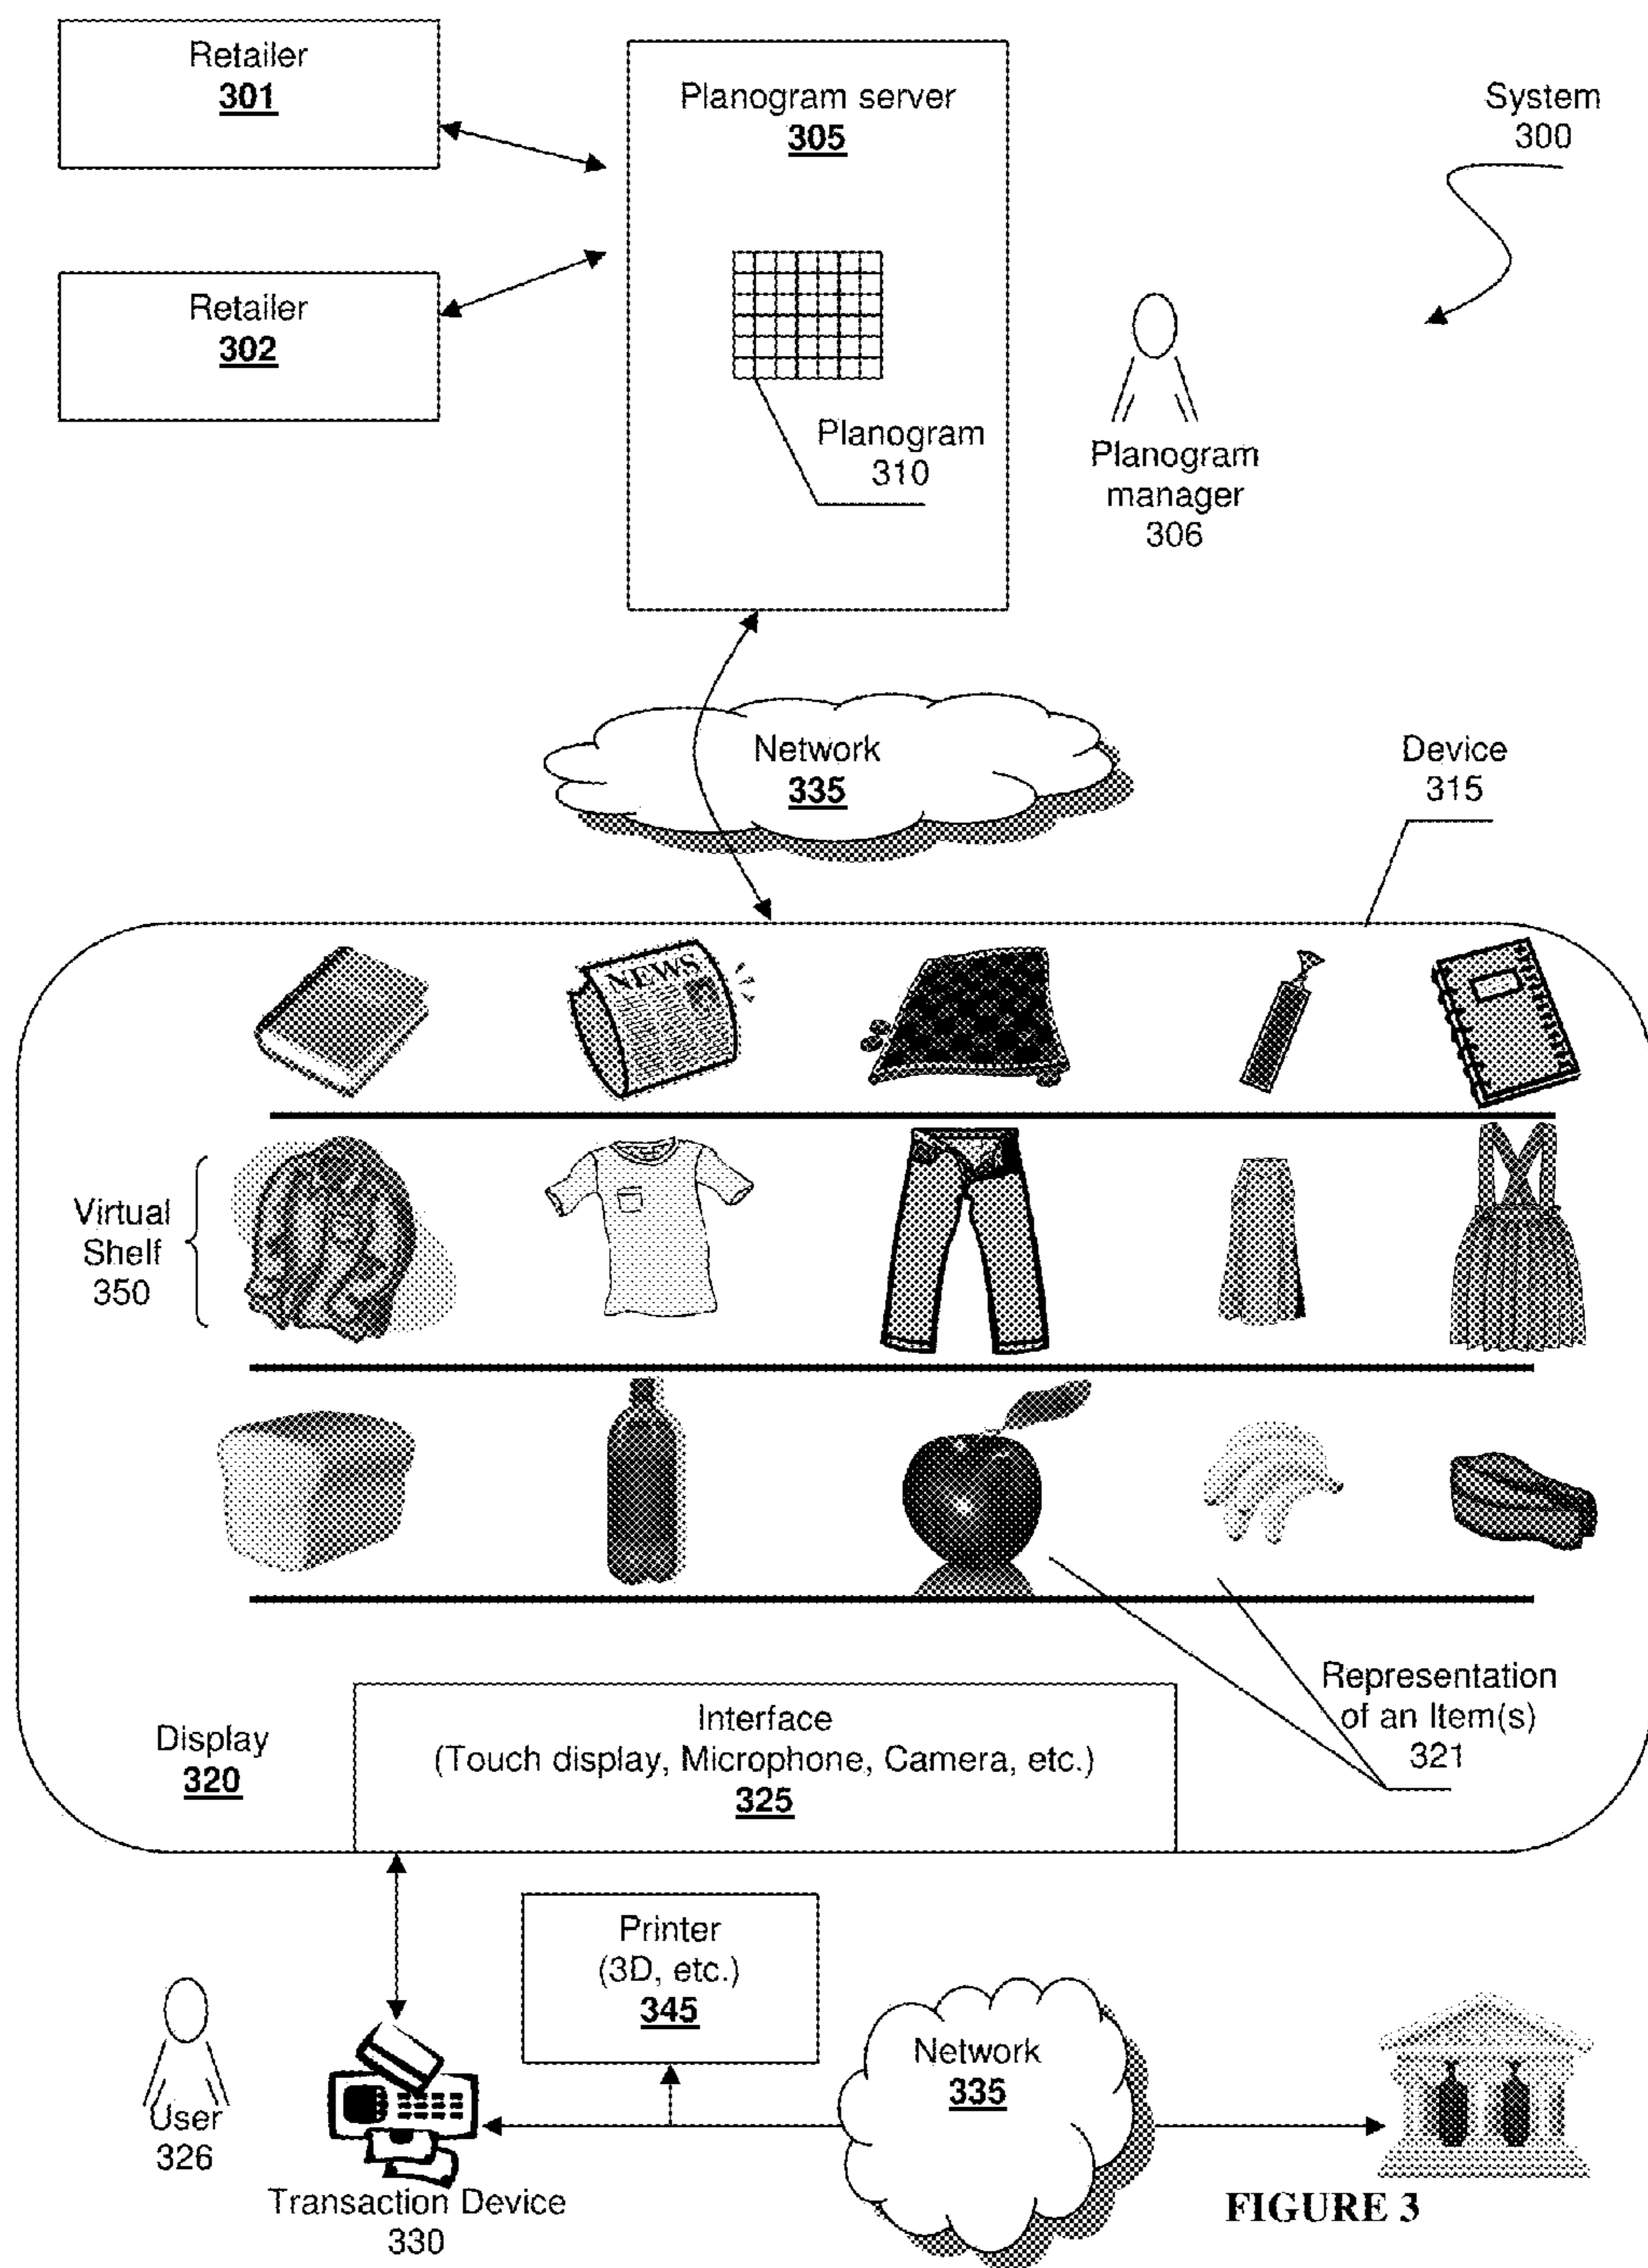 Retailer
301
Planogram server
305
System
300
Retailer
302
Planogram
310
Planogram
manager
306
Network
335
Device
315
NEWS
Virtual
Shelf
350
Representation
of an Item(s)
321
Display
320
Interface
(Touch display, Microphone, Camera, etc.)
325
Printer
(3D, etc.)
345
Network
335
User
326
Transaction Device
330
FIGURE 3